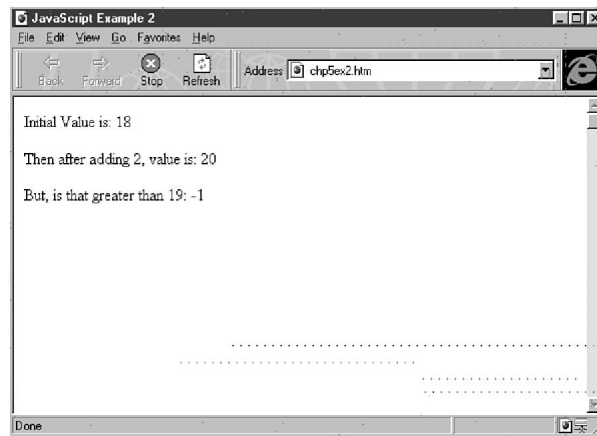 JavaScript Example 2
File Edit View Go Favorites Help
Back Forward Stop Refresh Address chp5ex2.htm
Initial Value is: 18
Then after adding 2, value is: 20
But, is that greater than 19: -1
Done